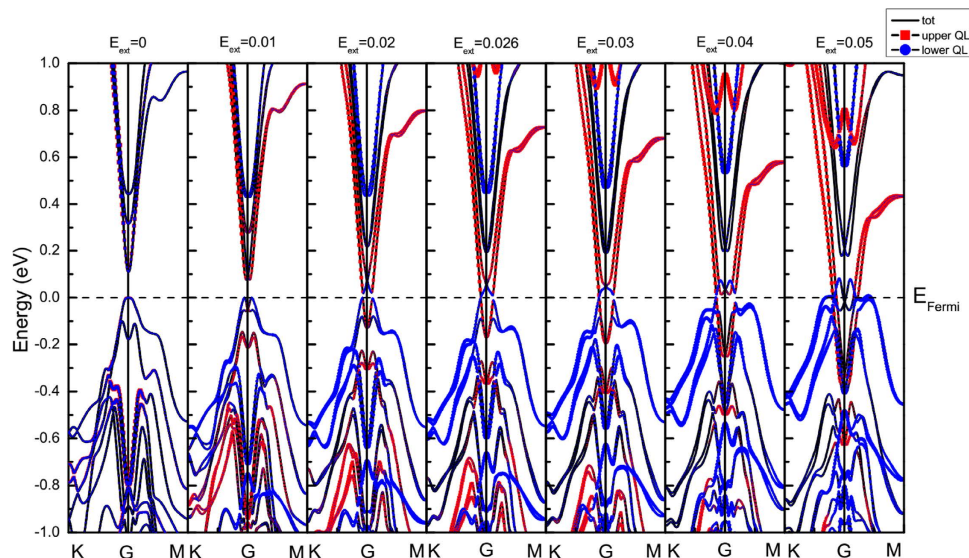 tot
upper QL
lower QL
E_ext=0
E_ext=0.01
E_ext=0.02
E_ext=0.026
E_ext=0.03
E_ext=0.04
E_ext=0.05
Energy (eV)
1.0
0.8
0.6
0.4
0.2
0.0
-0.2
-0.4
-0.6
-0.8
-1.0
E_Fermi
K G M K G M K G M K G M K G M K G M K G M